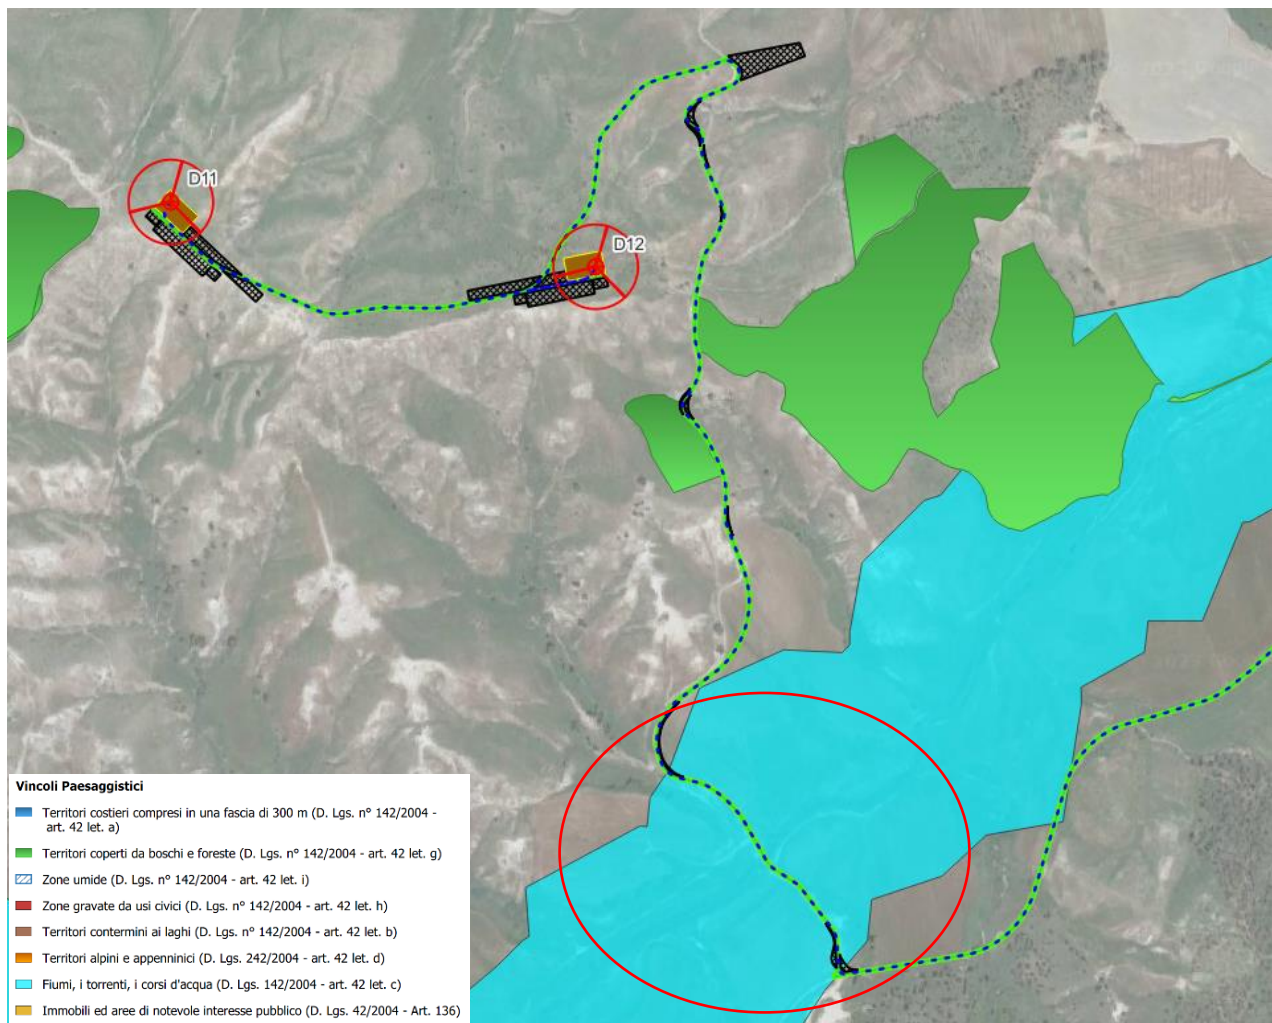 D11
D12
Vincoli Paesaggistici
Territori costieri compresi in una fascia di 300 m (D. Lgs. n° 142/2004 -
art. 42 let. a)
Territori coperti da boschi e foreste (D. Lgs. n° 142/2004 - art. 42 let. g)
Zone umide (D. Lgs. n° 142/2004 - art. 42 let. i)
Zone gravate da usi civici (D. Lgs. n° 142/2004 - art. 42 let. h)
Territori contermini ai laghi (D. Lgs. n° 142/2004 - art. 42 let. b)
Territori alpini e appenninici (D. Lgs. 242/2004 - art. 42 let. d)
Fiumi, i torrenti, i corsi d'acqua (D. Lgs. 142/2004 - art. 42 let. c)
Immobili ed aree di notevole interesse pubblico (D. Lgs. 42/2004 - Art. 136)